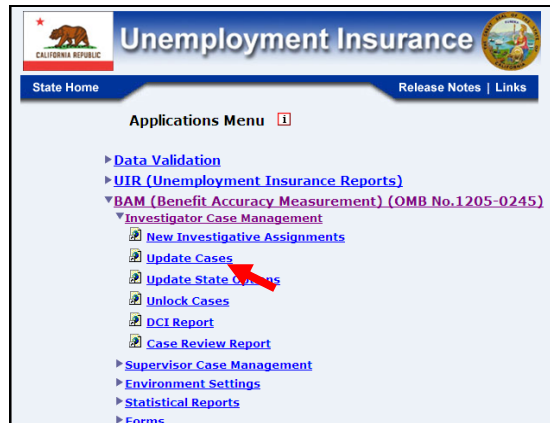 CALIFORNIA REPUBLIC
Unemployment Insurance
State Home
Release Notes | Links
Applications Menu i
Data Validation
UIR (Unemployment Insurance Reports)
BAM (Benefit Accuracy Measurement) (OMB No.1205-0245)
Investigator Case Management
New Investigative Assignments
Update Cases
Update State Options
Unlock Cases
DCI Report
Case Review Report
Supervisor Case Management
Environment Settings
Statistical Reports
Forms